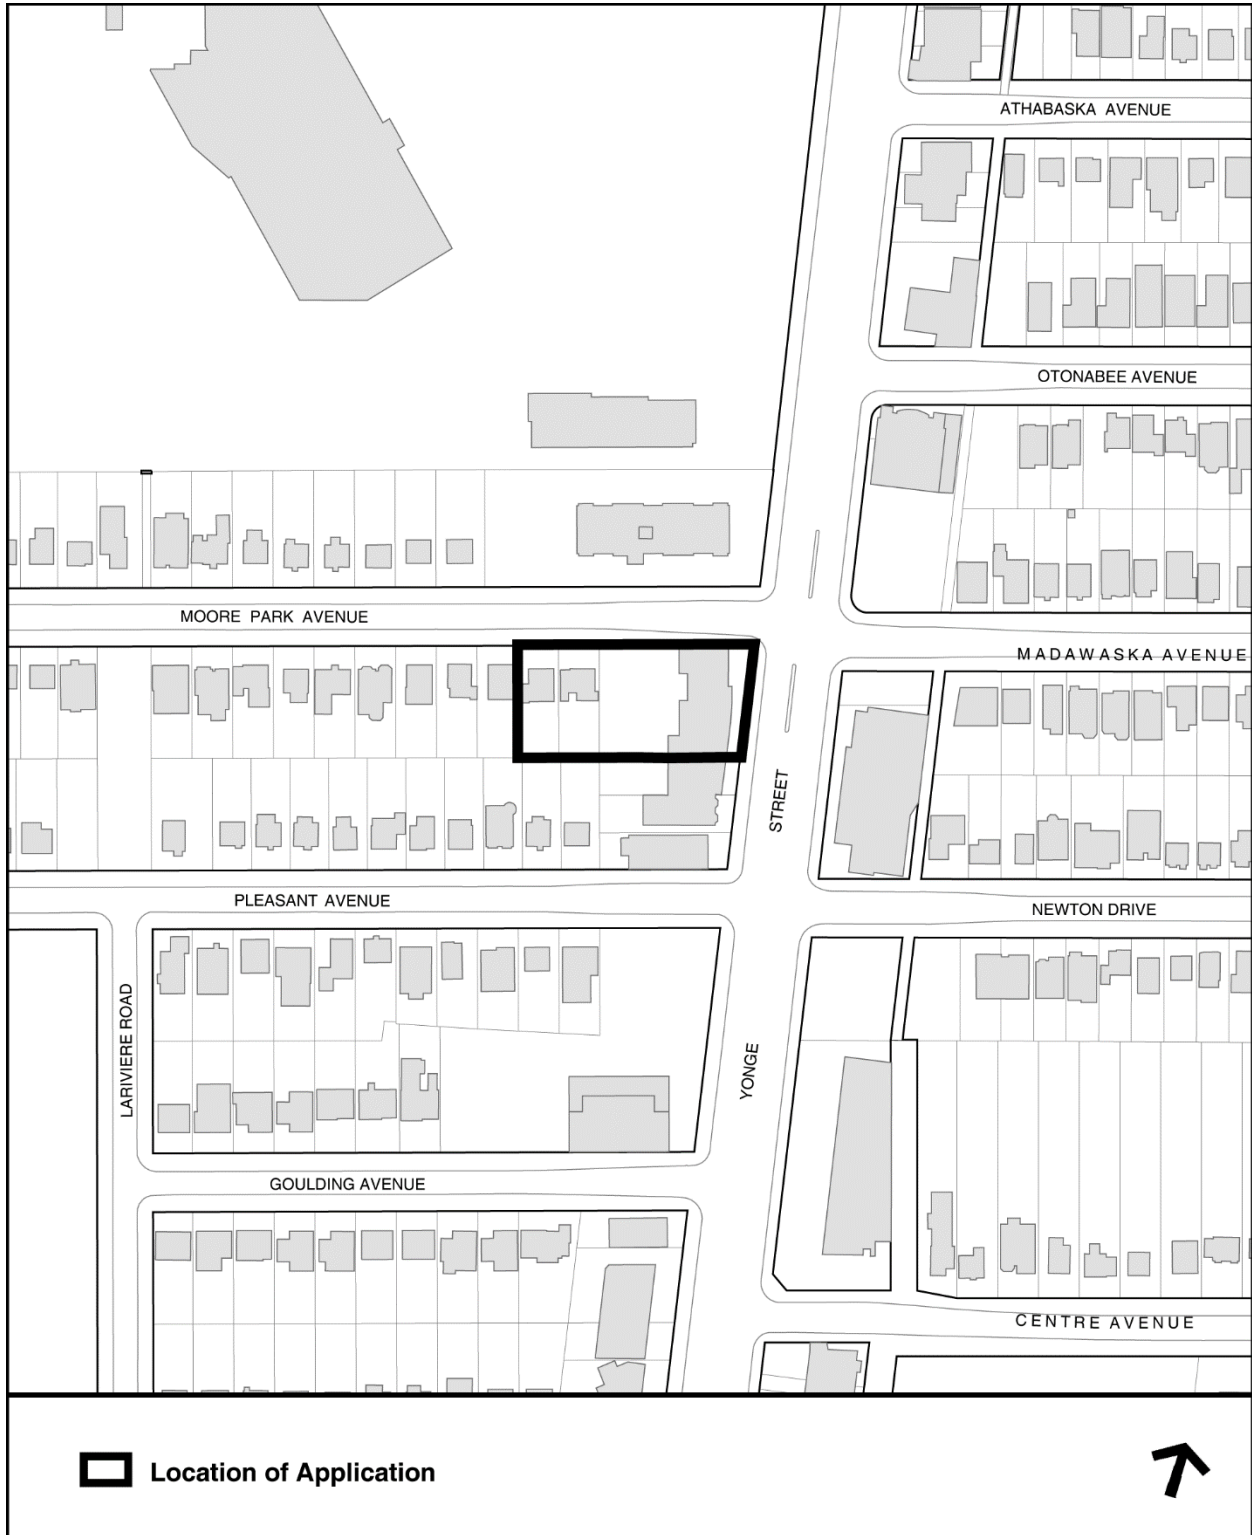 ATHABASKA AVENUE
OTONABEE AVENUE
MOORE PARK AVENUE
MADAWASKA AVENUE
STREET
PLEASANT AVENUE
NEWTON DRIVE
LARIVIERE ROAD
YONGE
GOULDING AVENUE
CENTRE AVENUE
Location of Application